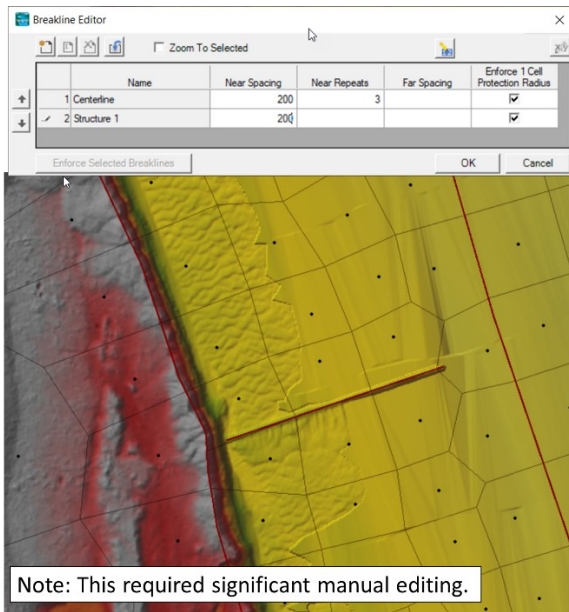 Breakline Editor
Zoom To Selected
Name Near Spacing Near Repeats Far Spacing Enforce 1 Cell
Protection Radius
1 Centerline 200 3
2 Structure 1 200
Enforce Selected Breaklines OK Cancel
Note: This required significant manual editing.